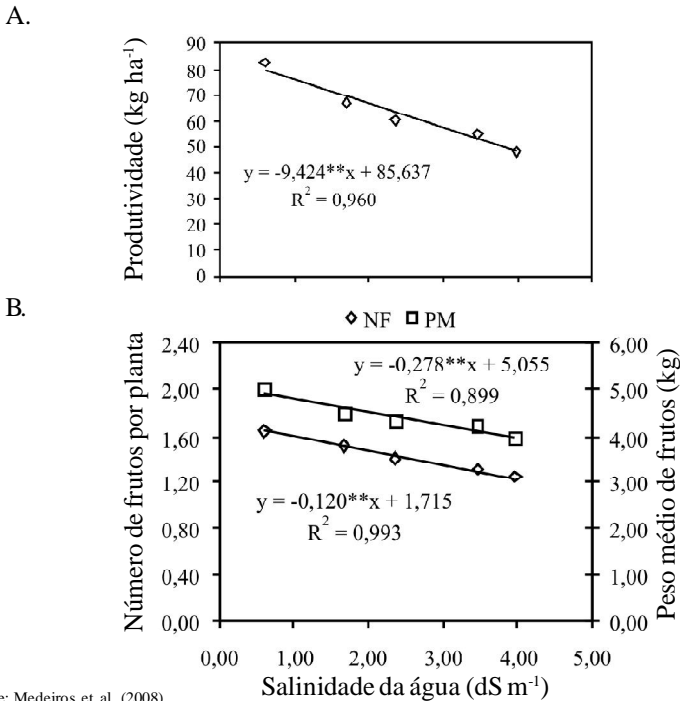 A.
Produtividade (kg ha-1)
90
80
70
60
50
40
30
20
10
0
y = -9,424**x + 85,637
R2 = 0,960
B.
NF PM
Número de frutos por planta
2,40
2,00
1,60
1,20
0,80
0,40
0,00
y = -0,278**x + 5,055
R2 = 0,899
y = -0,120**x + 1,715
R2 = 0,993
6,00
5,00
4,00
3,00
2,00
1,00
0,00
Peso médio de frutos (kg)
0,00 1,00 2,00 3,00 4,00 5,00
Salinidade da água (dS m-1)
e: Medeiros et al. (2008)